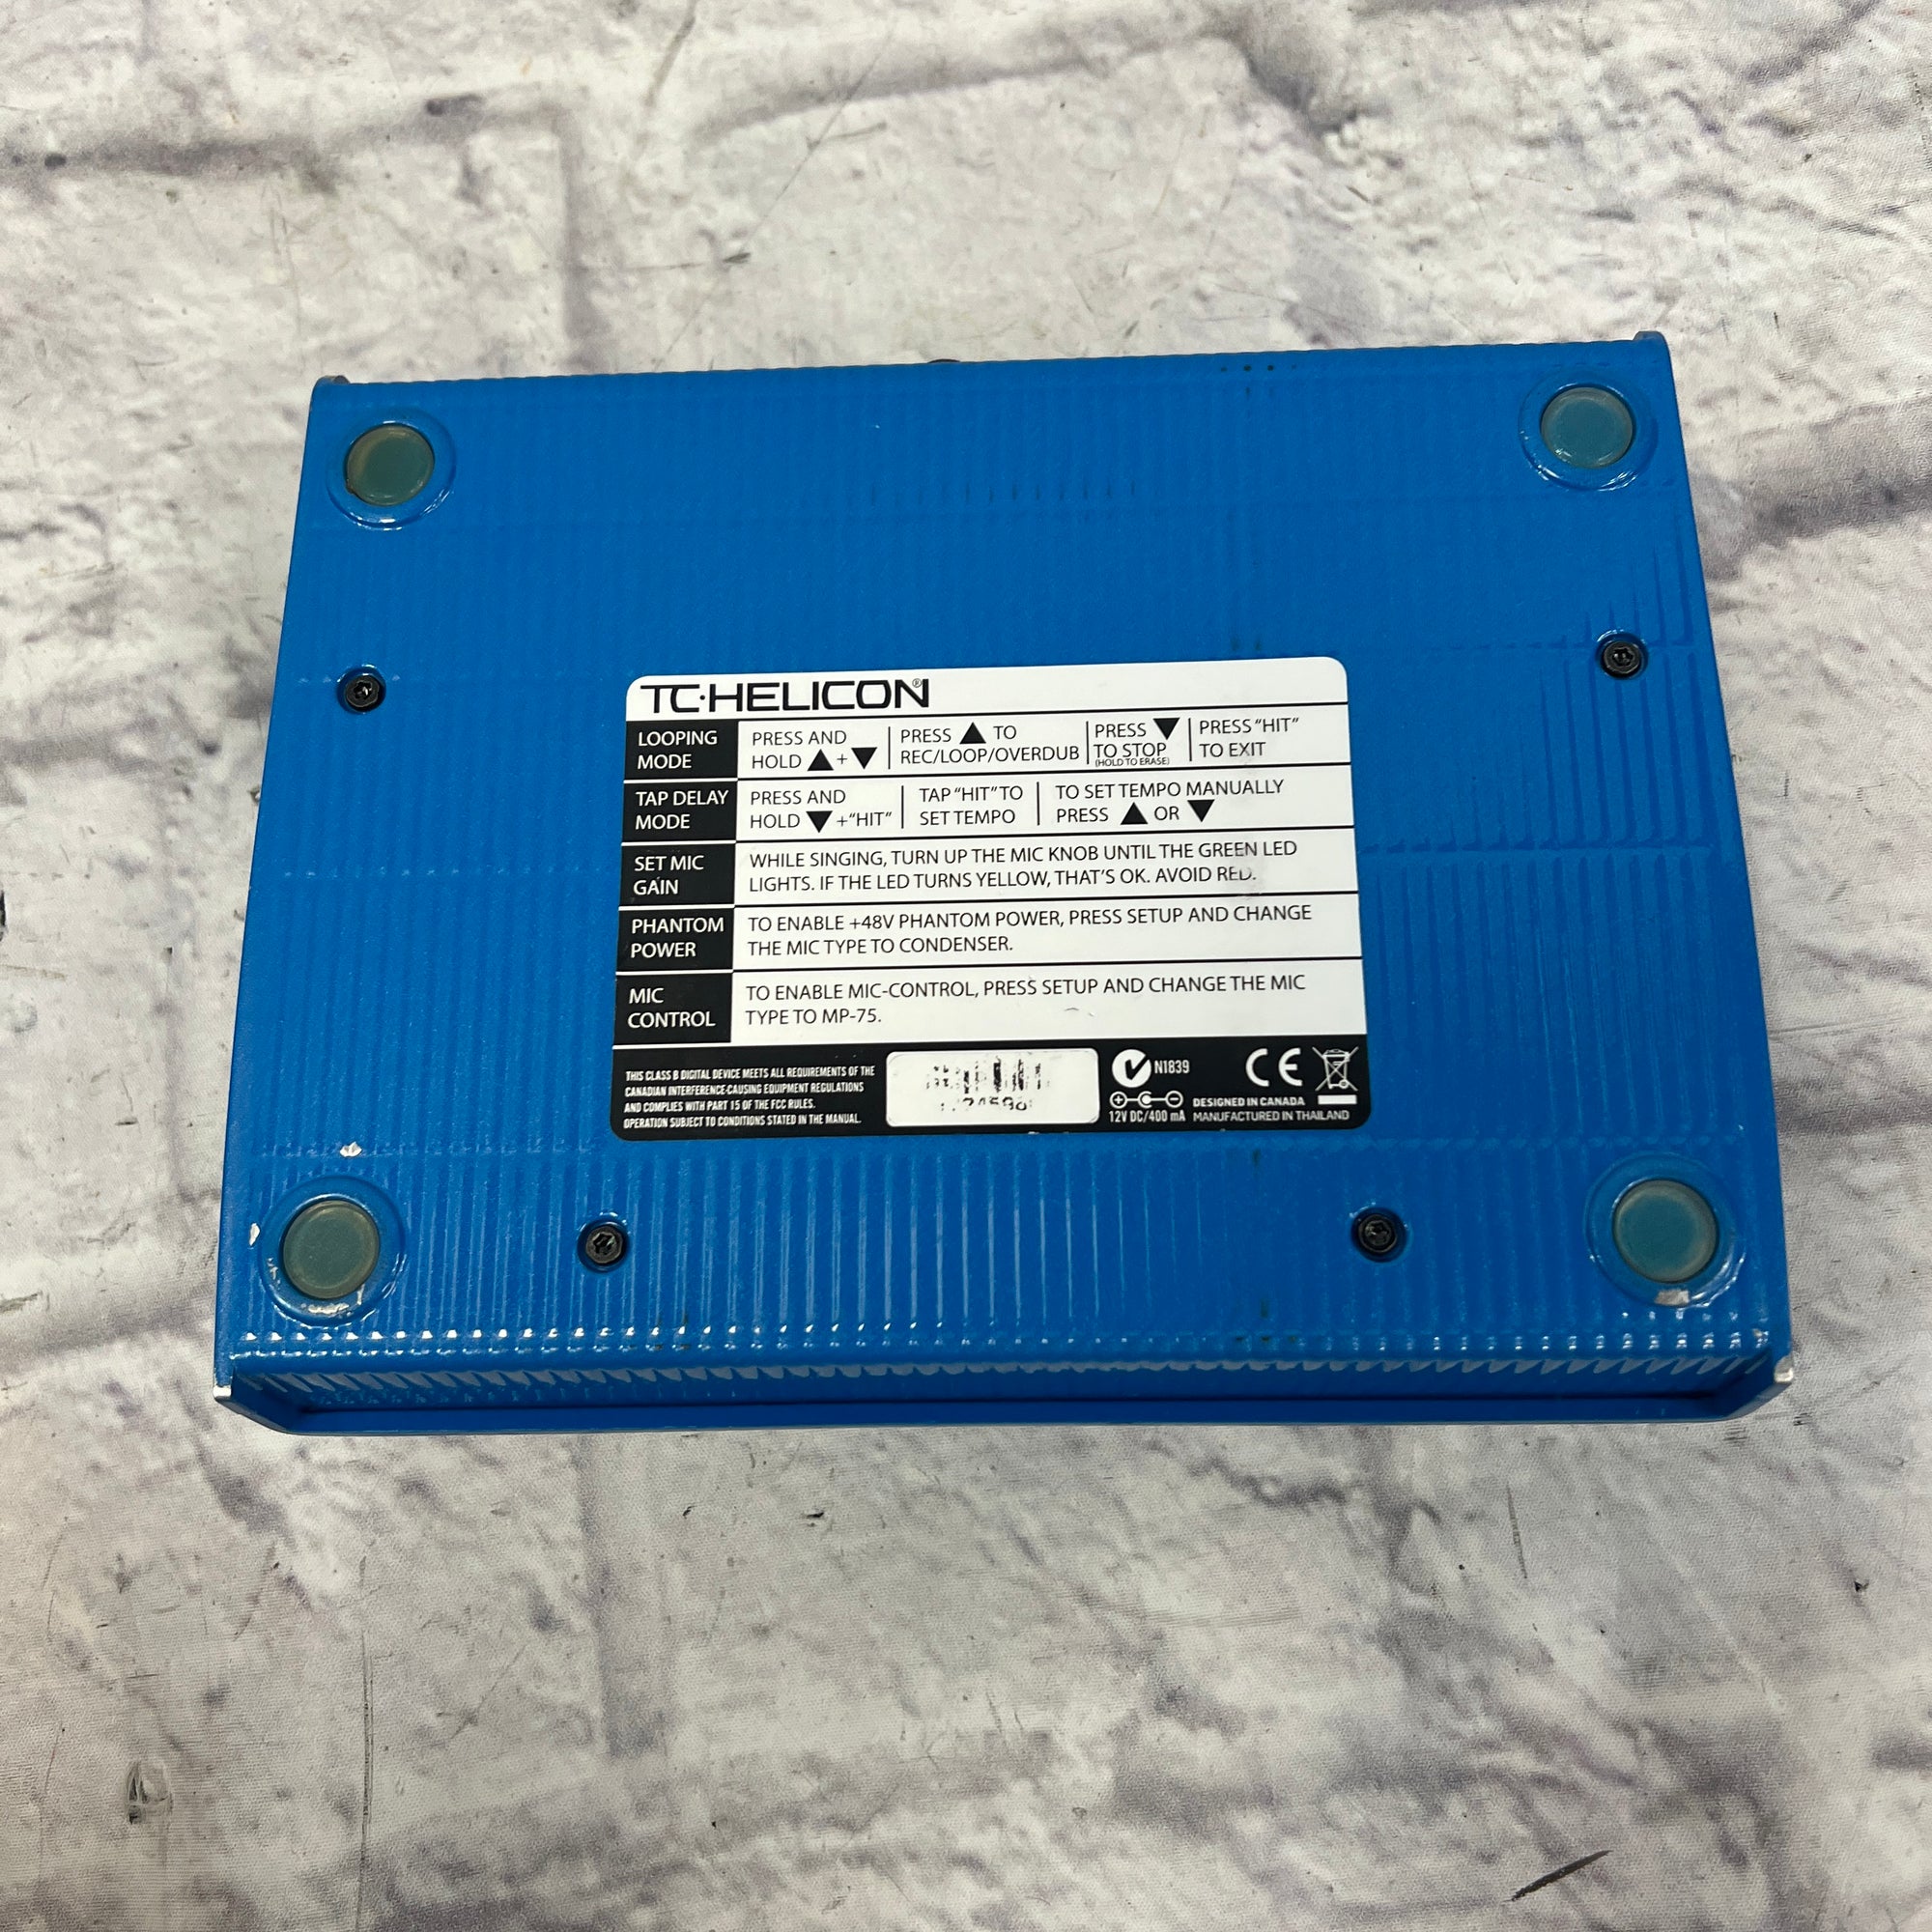 TC·HELICON®
LOOPING MODE
PRESS AND HOLD ▲ + ▼
PRESS ▲ TO REC/LOOP/OVERDUB
PRESS ▼ TO STOP (HOLD TO ERASE)
PRESS "HIT" TO EXIT
TAP DELAY MODE
PRESS AND HOLD ▼ +"HIT"
TAP "HIT" TO SET TEMPO
TO SET TEMPO MANUALLY PRESS ▲ OR ▼
SET MIC GAIN
WHILE SINGING, TURN UP THE MIC KNOB UNTIL THE GREEN LED
LIGHTS. IF THE LED TURNS YELLOW, THAT'S OK. AVOID RED.
PHANTOM POWER
TO ENABLE +48V PHANTOM POWER, PRESS SETUP AND CHANGE
THE MIC TYPE TO CONDENSER.
MIC CONTROL
TO ENABLE MIC-CONTROL, PRESS SETUP AND CHANGE THE MIC
TYPE TO MP-75.
THIS CLASS B DIGITAL DEVICE MEETS ALL REQUIREMENTS OF THE
CANADIAN INTERFERENCE-CAUSING EQUIPMENT REGULATIONS
AND COMPLIES WITH PART 15 OF THE FCC RULES.
OPERATION SUBJECT TO CONDITIONS STATED IN THE MANUAL.
N1839
CE
12V DC/400 mA
DESIGNED IN CANADA
MANUFACTURED IN THAILAND